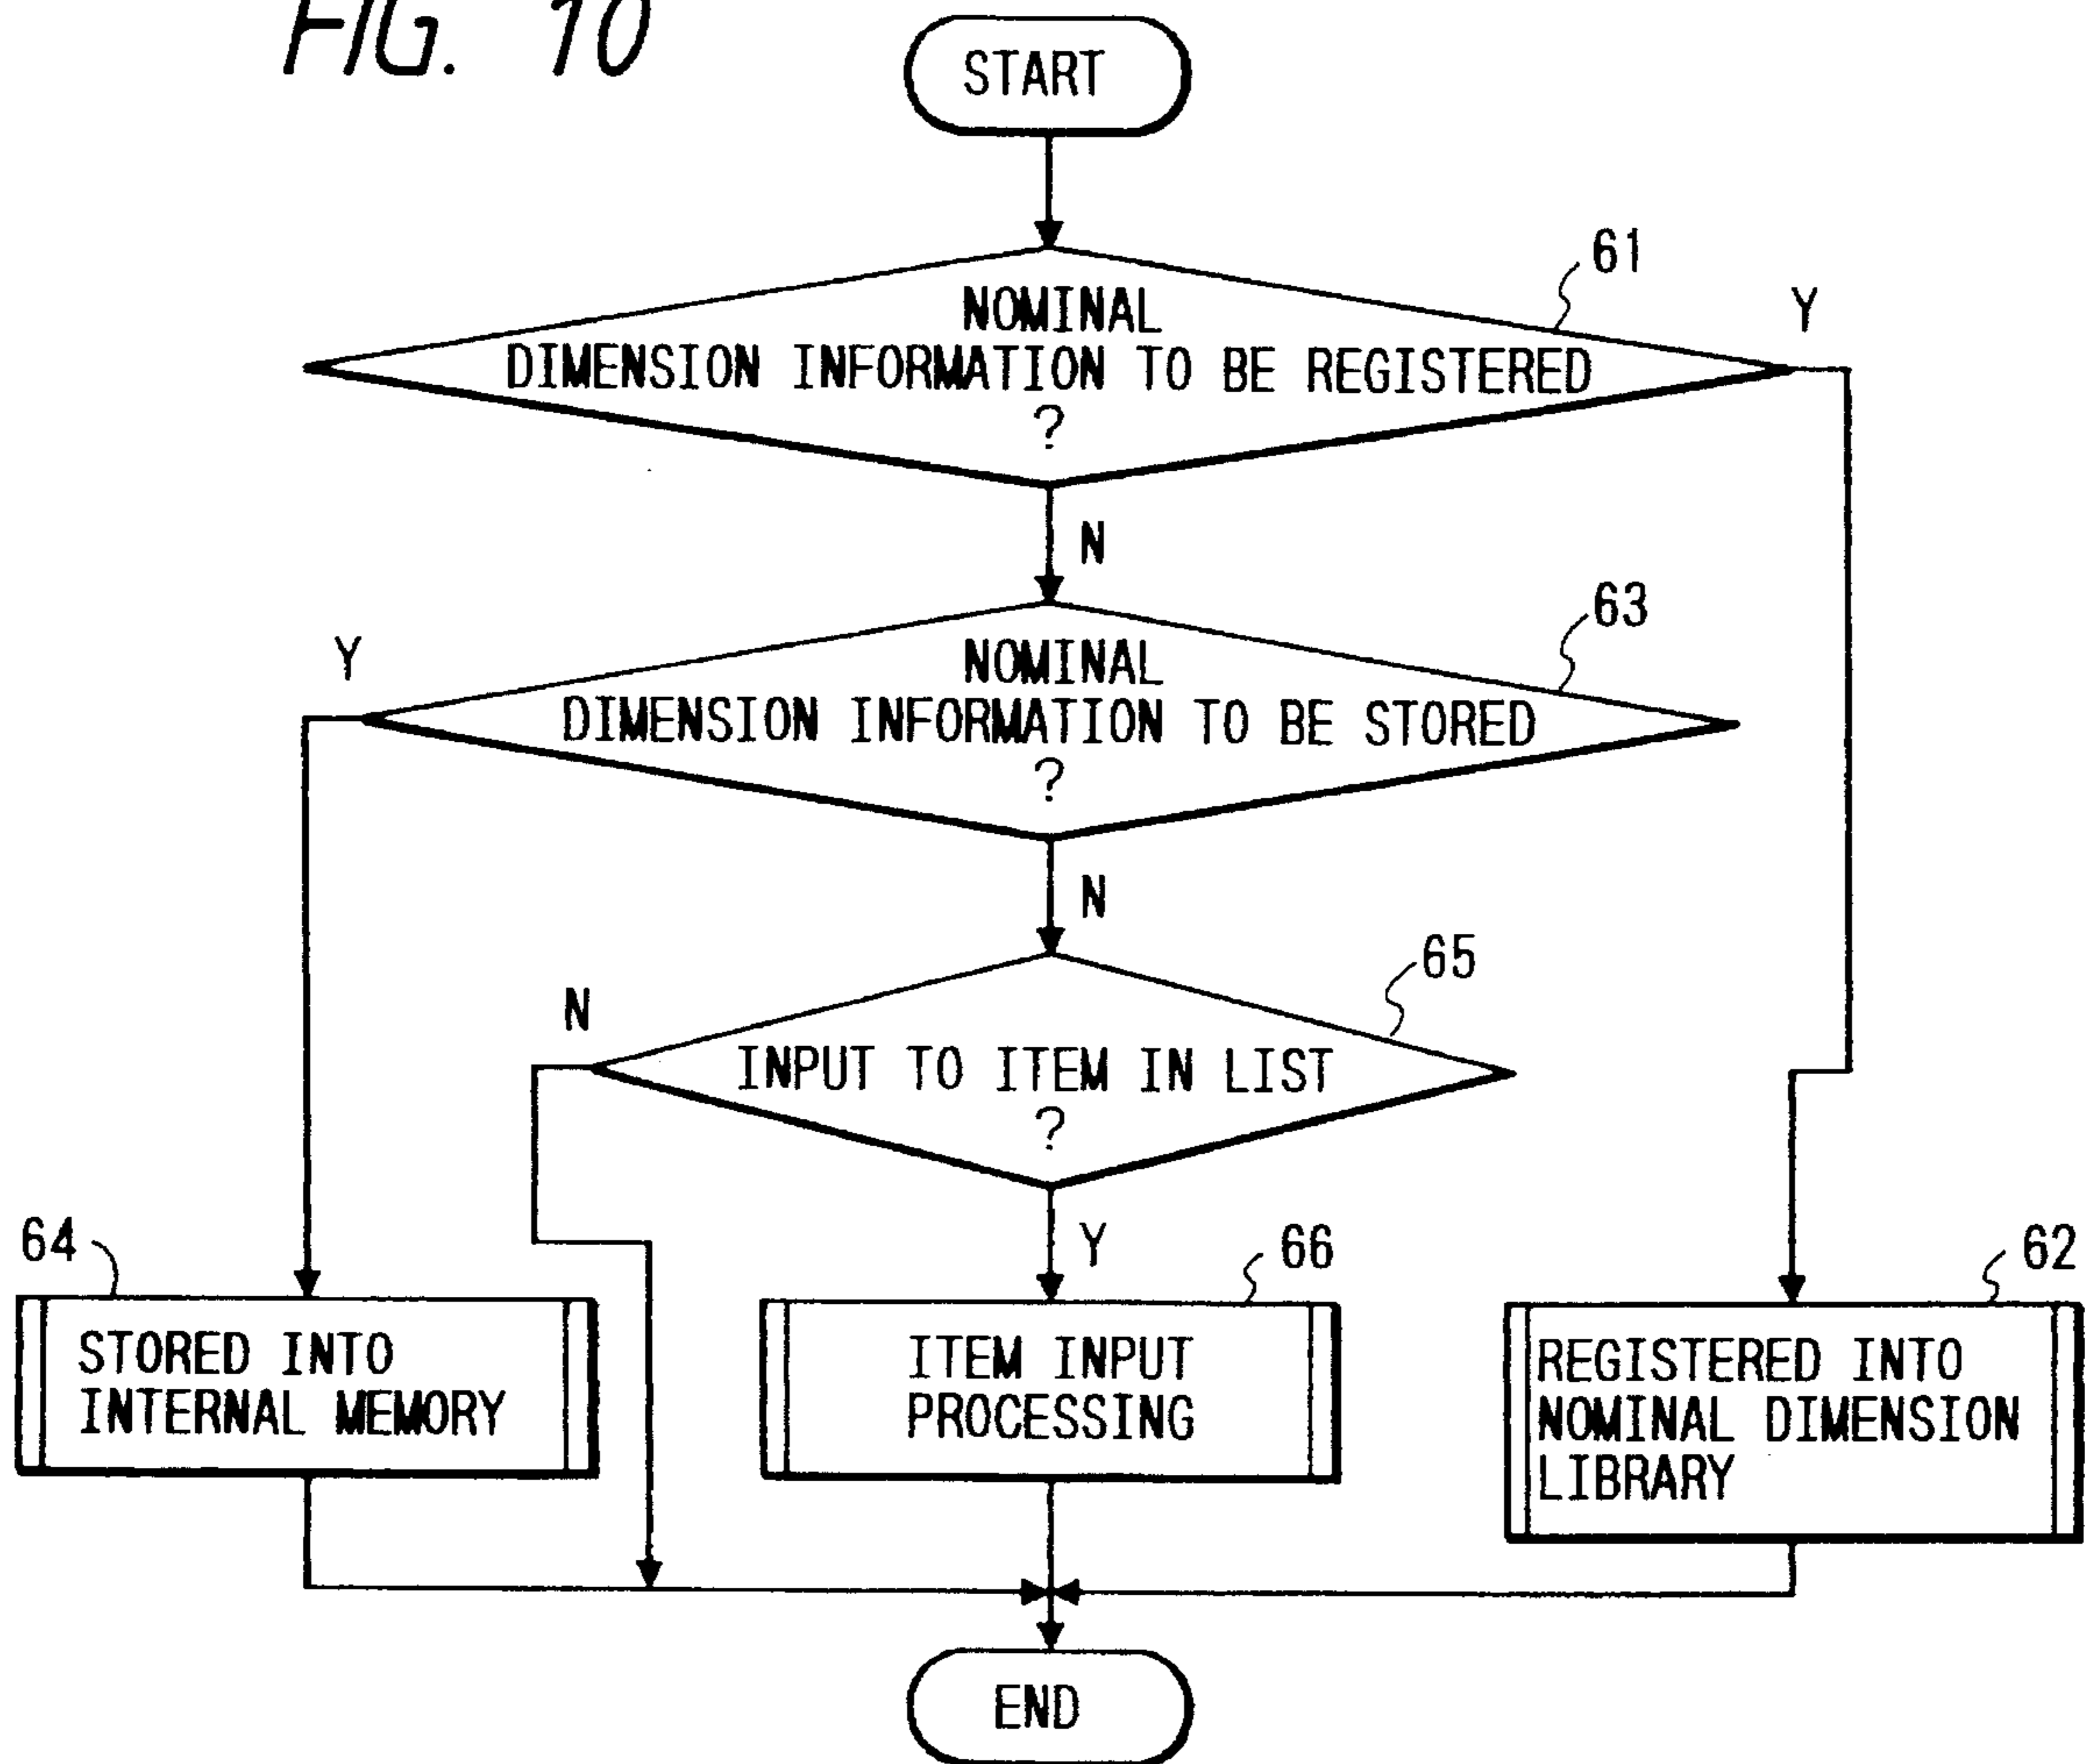 FIG. 10
START
61
Y
NOMINAL
DIMENSION INFORMATION TO BE REGISTERED
?
N
63
Y
NOMINAL
DIMENSION INFORMATION TO BE STORED
?
N
65
N
INPUT TO ITEM IN LIST
?
Y
64
66
62
STORED INTO
INTERNAL MEMORY
ITEM INPUT
PROCESSING
REGISTERED INTO
NOMINAL DIMENSION
LIBRARY
END